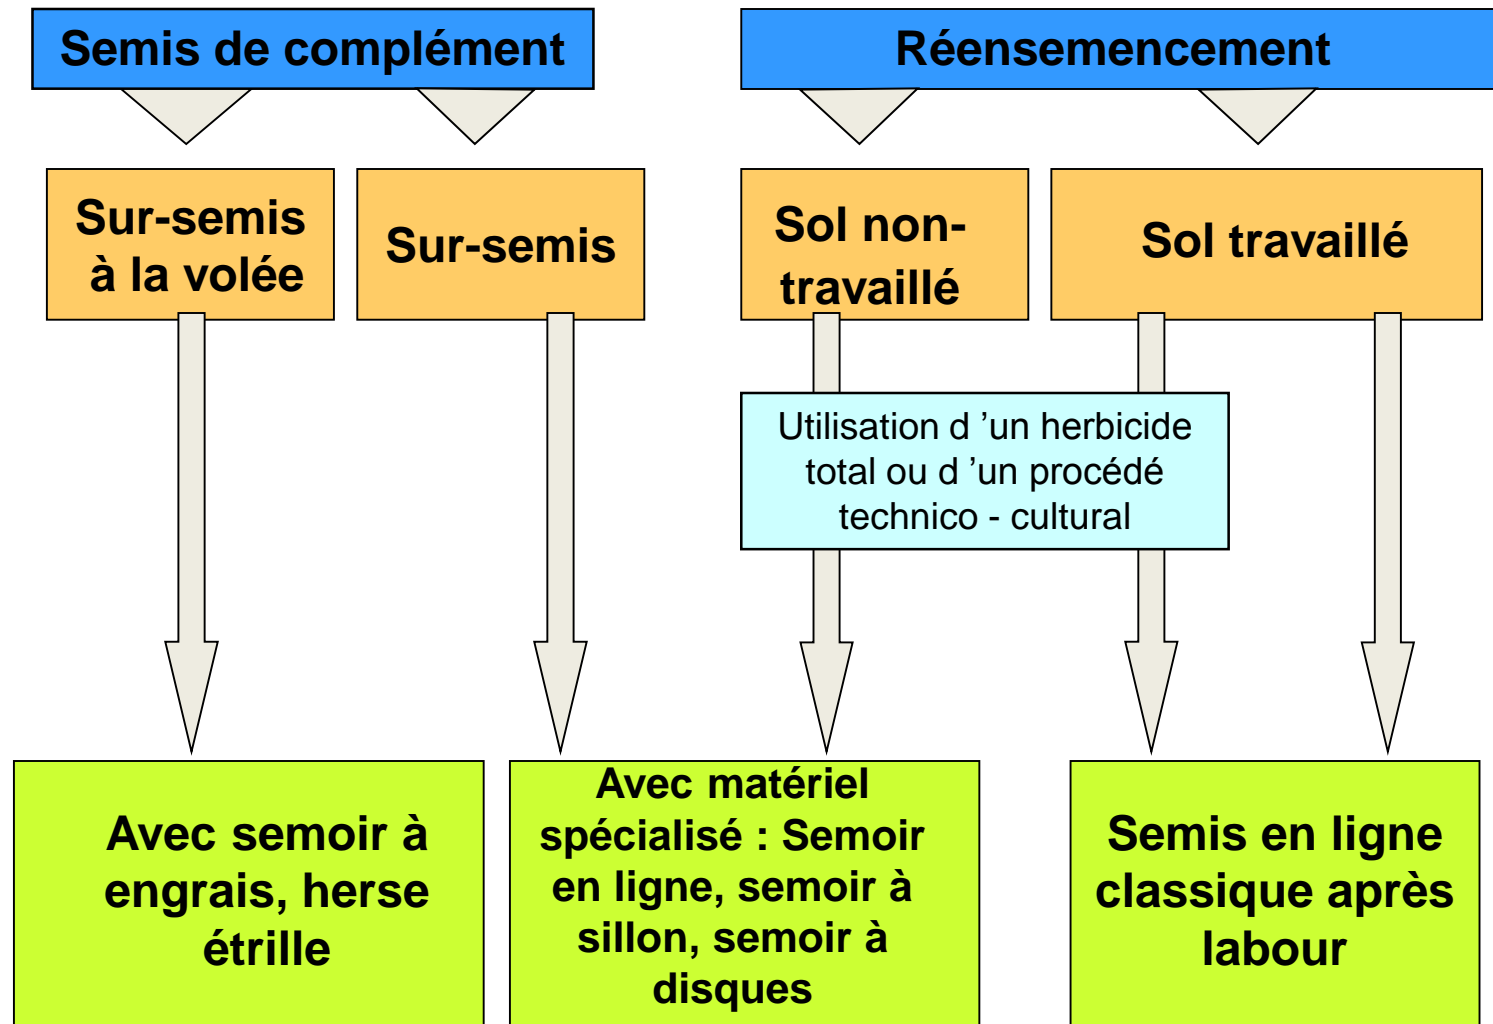 Semis de complément
Réensemencement
Sur-semis
à la volée
Sur-semis
Sol non-
travaillé
Sol travaillé
Utilisation d ’un herbicide
total ou d ’un procédé
technico - cultural
Avec semoir à
engrais, herse
étrille
Avec matériel
spécialisé : Semoir
en ligne, semoir à
sillon, semoir à
disques
Semis en ligne
classique après
labour